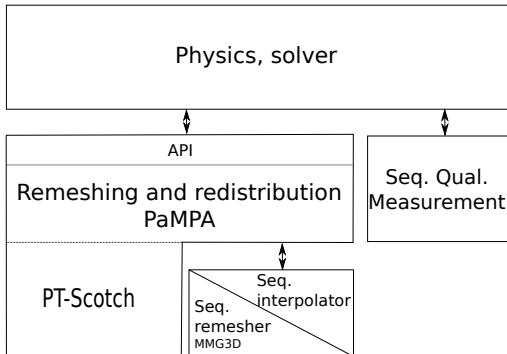 Physics, solver
API
Remeshing and redistribution
PaMPA
Seq. Qual.
Measurement
PT-Scotch
Seq.
interpolator
Seq.
remesher
MMG3D